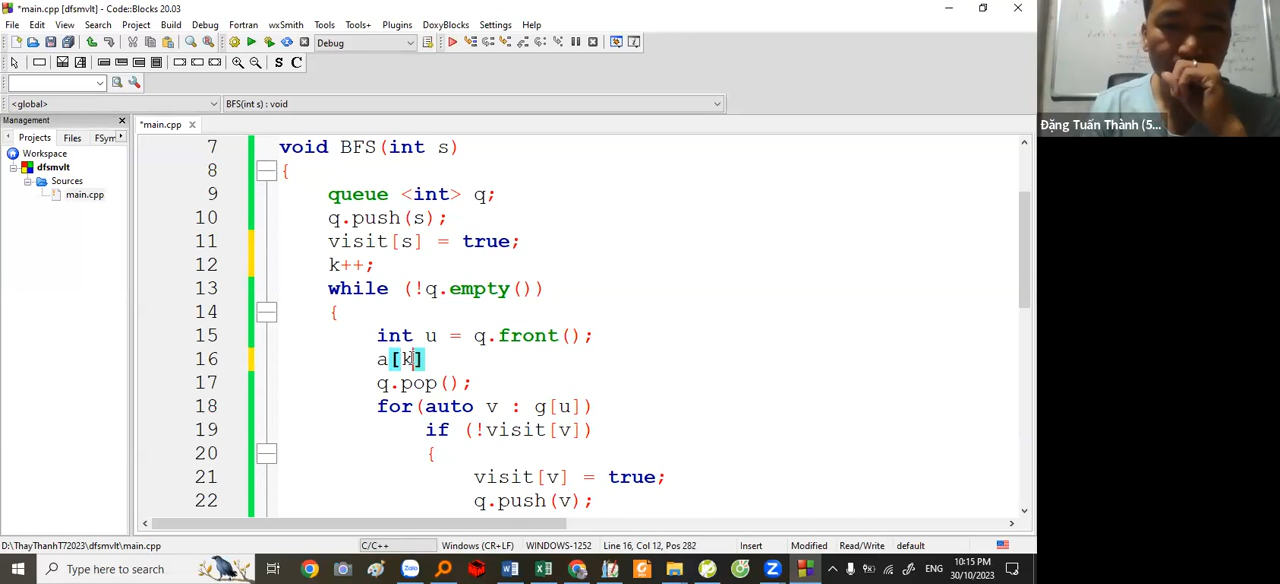 *main.cpp [dfsmvlt] - Code::Blocks 20.03
File Edit View Search Project Build Debug Fortran wxSmith Tools Tools+ Plugins DoxyBlocks Settings Help
Debug
S C
<global> BFS(int s) : void
Management
Projects Files FSym
Workspace
dfsmvlt
Sources
main.cpp
*main.cpp
7 void BFS(int s)
8 {
9 queue <int> q;
10 q.push(s);
11 visit[s] = true;
12 k++;
13 while (!q.empty())
14 {
15 int u = q.front();
16 a[k]
17 q.pop();
18 for(auto v : g[u])
19 if (!visit[v])
20 {
21 visit[v] = true;
22 q.push(v);
Đặng Tuấn Thành (5...
D:\ThayThanhT72023\dfsmvlt\main.cpp C/C++ Windows (CR+LF) WINDOWS-1252 Line 16, Col 12, Pos 282 Insert Modified Read/Write default
Type here to search
ENG
10:15 PM
30/10/2023